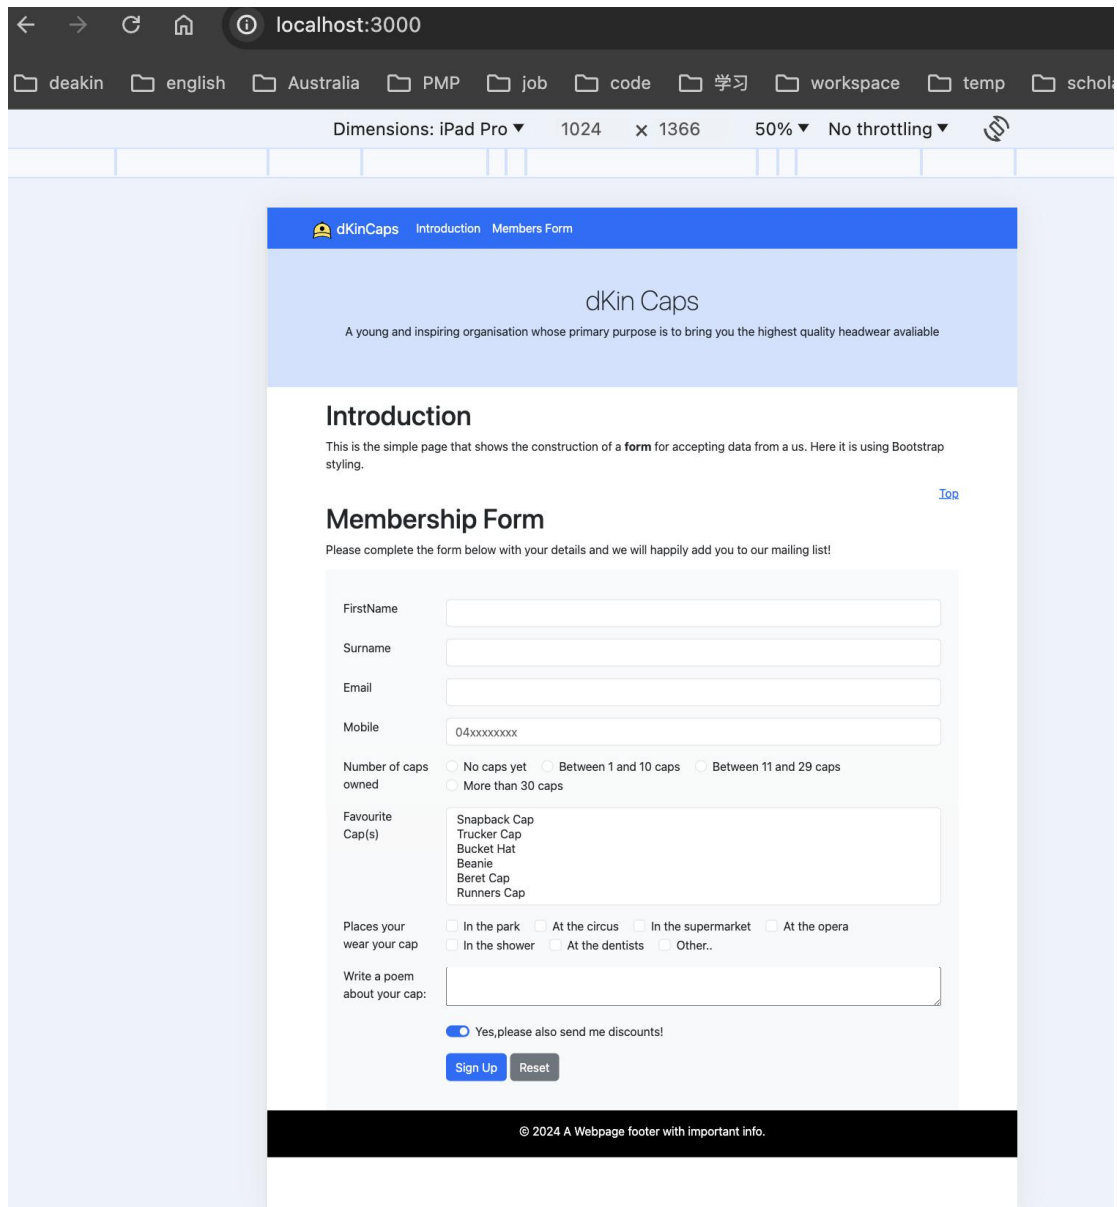 localhost:3000
deakin english Australia PMP job code 学习 workspace temp schola
Dimensions: iPad Pro ▼ 1024 x 1366 50% ▼ No throttling ▼
dKinCaps Introduction Members Form
dKin Caps
A young and inspiring organisation whose primary purpose is to bring you the highest quality headwear avaliable
Introduction
This is the simple page that shows the construction of a form for accepting data from a us. Here it is using Bootstrap
styling.
Top
Membership Form
Please complete the form below with your details and we will happily add you to our mailing list!
FirstName
Surname
Email
Mobile 04xxxxxxxx
Number of caps No caps yet Between 1 and 10 caps Between 11 and 29 caps
owned More than 30 caps
Favourite Snapback Cap
Cap(s) Trucker Cap
Bucket Hat
Beanie
Beret Cap
Runners Cap
Places your In the park At the circus In the supermarket At the opera
wear your cap In the shower At the dentists Other..
Write a poem
about your cap:
Yes,please also send me discounts!
Sign Up Reset
© 2024 A Webpage footer with important info.